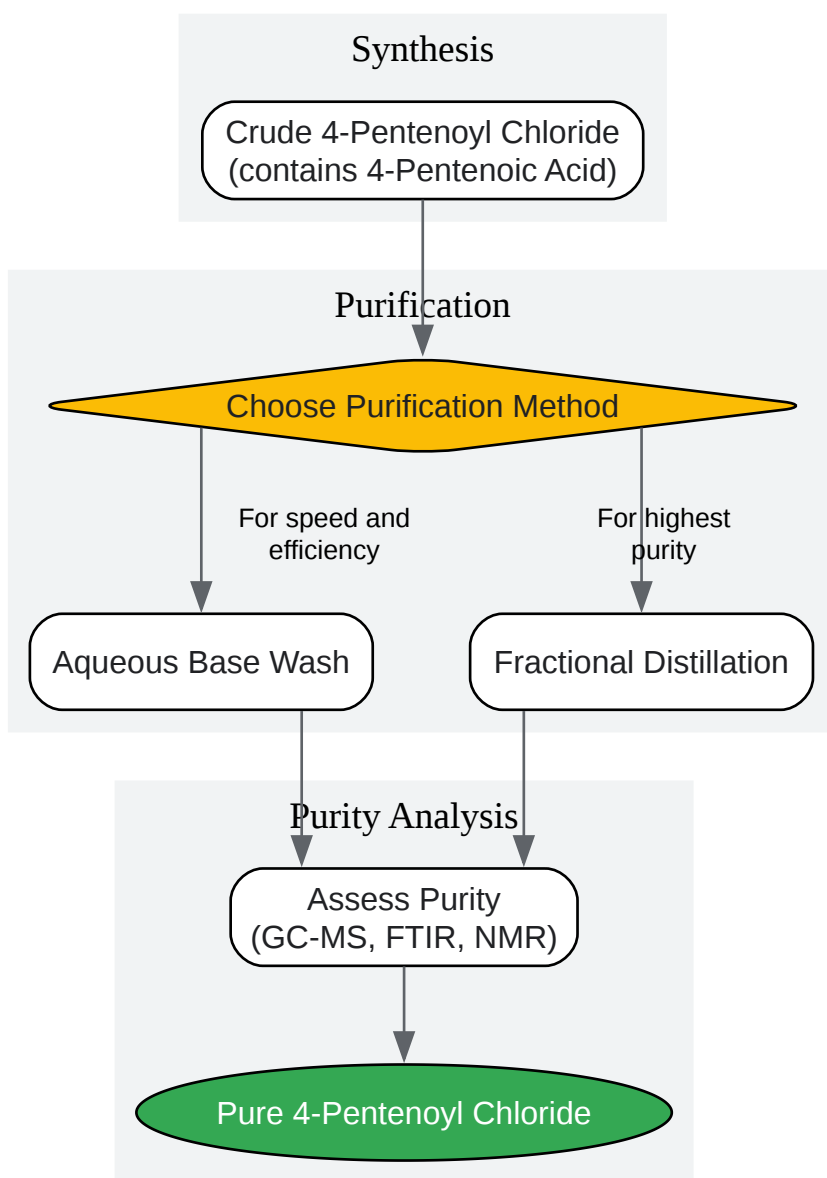 Synthesis
Crude 4-Pentenoyl Chloride
(contains 4-Pentenoic Acid)
Purification
Choose Purification Method
For speed and
efficiency
For highest
purity
Aqueous Base Wash
Fractional Distillation
Purity Analysis
Assess Purity
(GC-MS, FTIR, NMR)
Pure 4-Pentenoyl Chloride